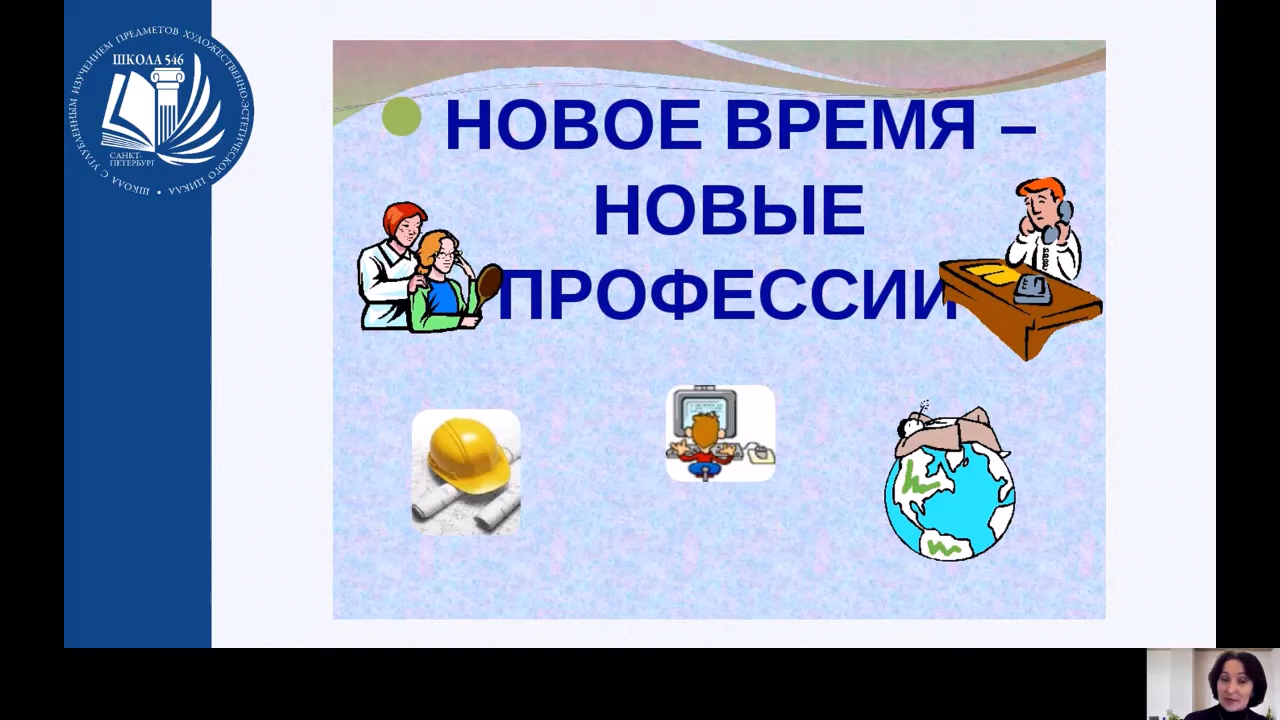 ШКОЛА С УГЛУБЛЕННЫМ ИЗУЧЕНИЕМ ПРЕДМЕТОВ ХУДОЖЕСТВЕННО-ЭСТЕТИЧЕСКОГО ЦИКЛА
ШКОЛА 546
САНКТ-
ПЕТЕРБУРГ
НОВОЕ ВРЕМЯ –
НОВЫЕ
ПРОФЕССИИ